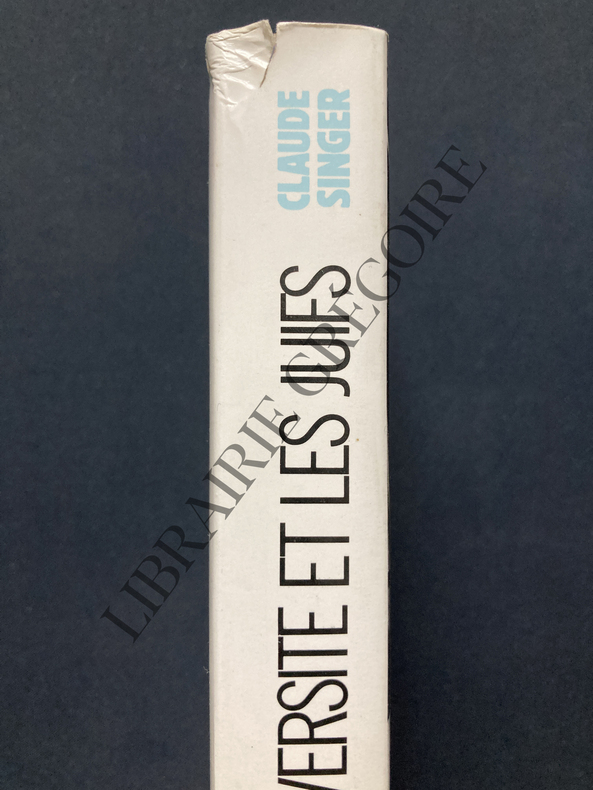 CLAUDE
SINGER
VERSITE ET LES JUIFS
LIBRAIRIE GREGOIRE